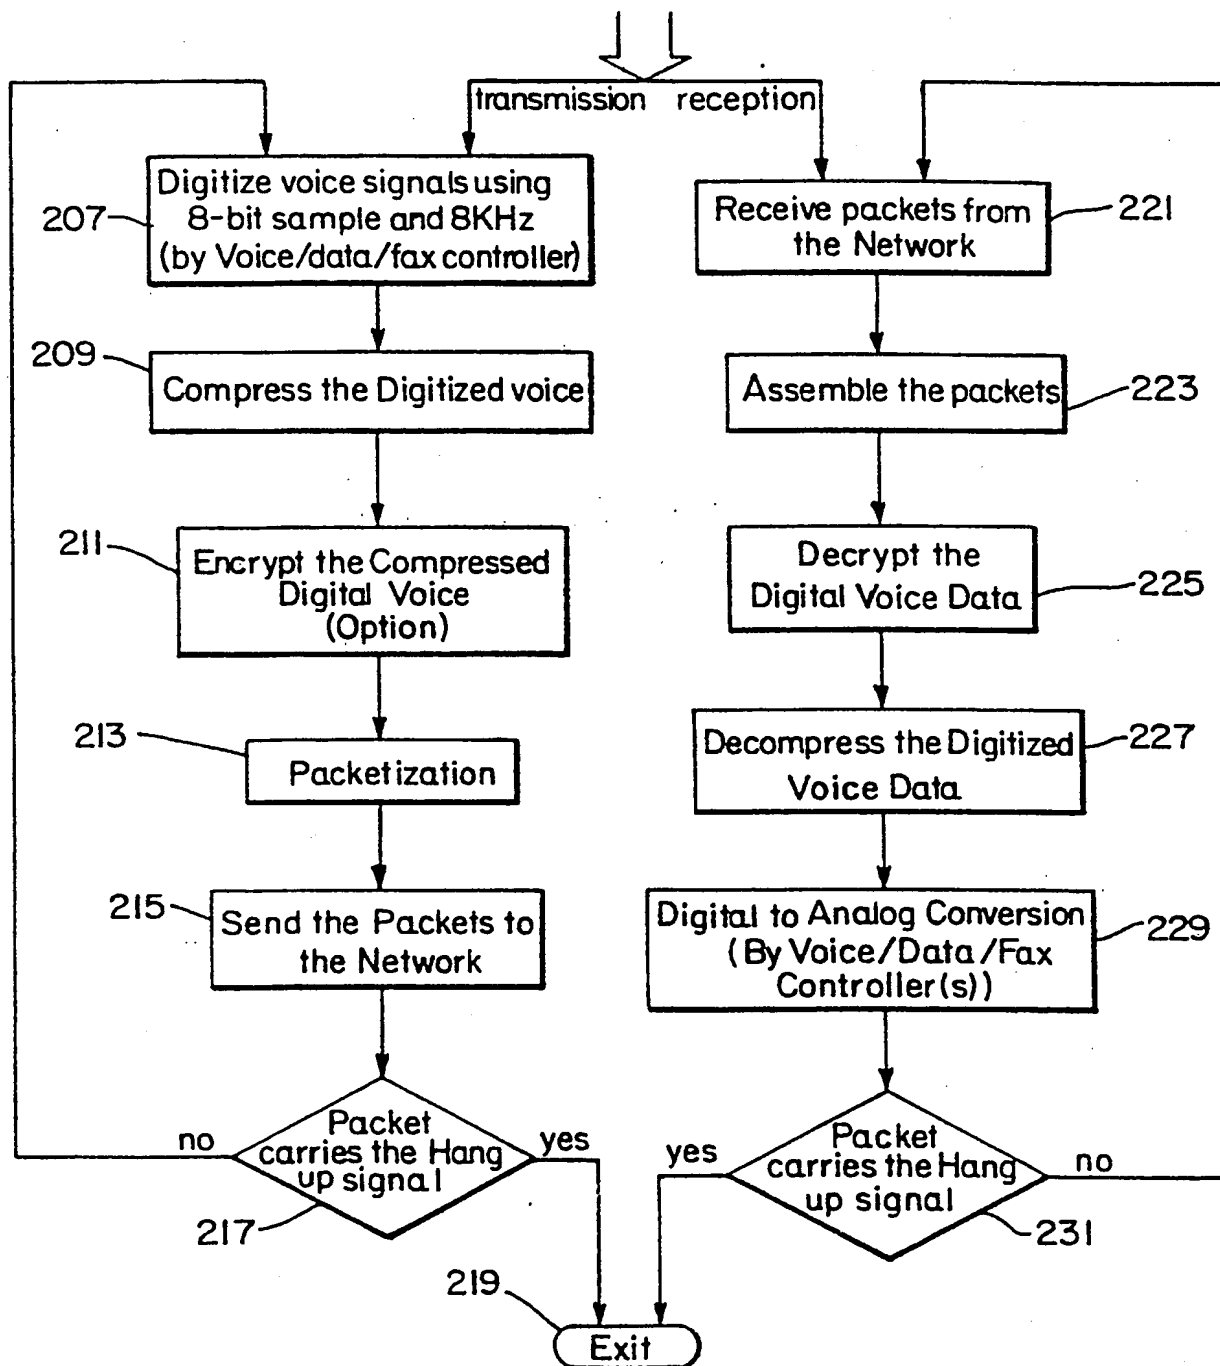 transmission reception
207
Digitize voice signals using
8-bit sample and 8KHz
(by Voice/data/fax controller)
209
Compress the Digitized voice
211
Encrypt the Compressed
Digital Voice
(Option)
213
Packetization
215
Send the Packets to
the Network
no
Packet
carries the Hang
up signal
yes
217
Receive packets from
the Network
221
Assemble the packets
223
Decrypt the
Digital Voice Data
225
Decompress the Digitized
Voice Data
227
Digital to Analog Conversion
(By Voice/Data/Fax
Controller(s))
229
yes
Packet
carries the Hang
up signal
no
231
219
Exit